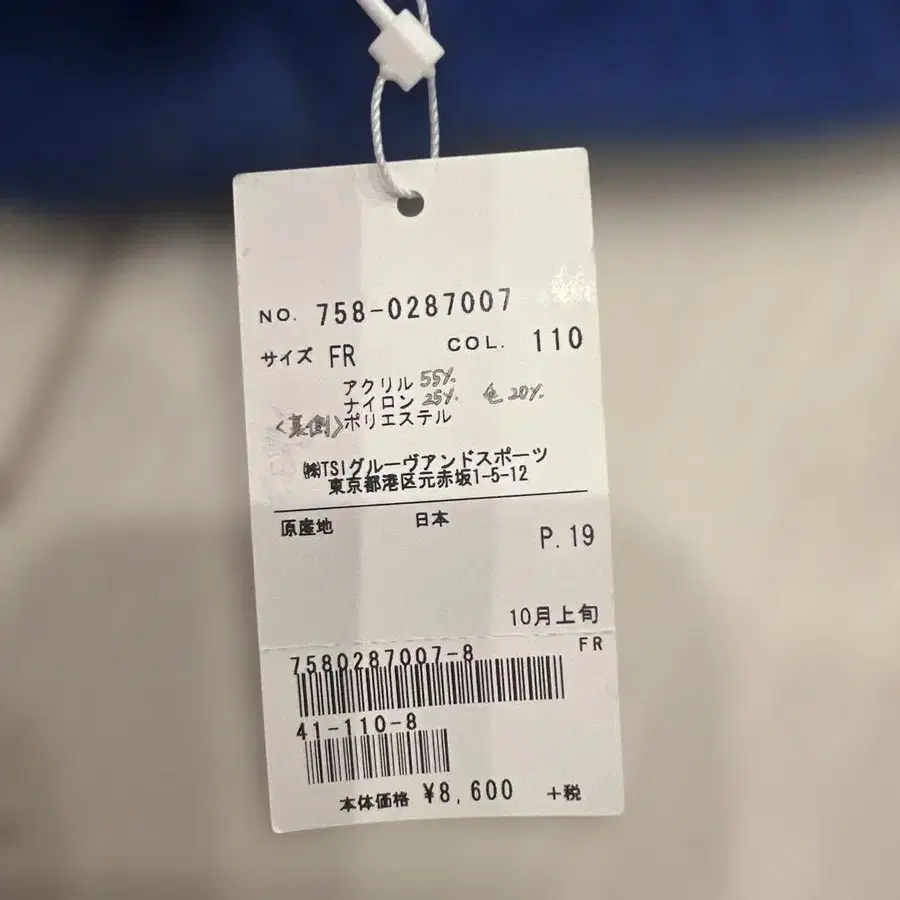 NO. 758-0287007
サイズ FR COL. 110
アクリル 55%
ナイロン 25%. 毛 20%.
〈裏側〉ポリエステル
㈱TSIグルーヴアンドスポーツ
東京都港区元赤坂1-5-12
原産地 日本
P.19
10月上旬
FR
7580287007-8
41-110-8
本体価格 ¥8,600 +税